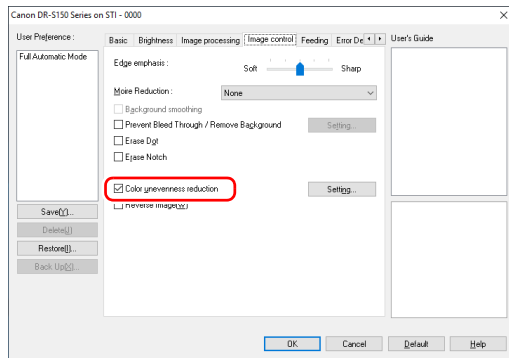 Canon DR-S150 Series on STI - 0000
User Preference :
Full Automatic Mode
Save(Y)...
Delete(J)
Restore(I)...
Back Up(X)...
Basic Brightness Image processing Image control Feeding Error De
Edge emphasis :
Soft Sharp
Moire Reduction : None
Background smoothing
Prevent Bleed Through / Remove Background Setting...
Erase Dot
Erase Notch
Color unevenness reduction Setting...
Reverse Image(W)
User's Guide
OK Cancel Default Help